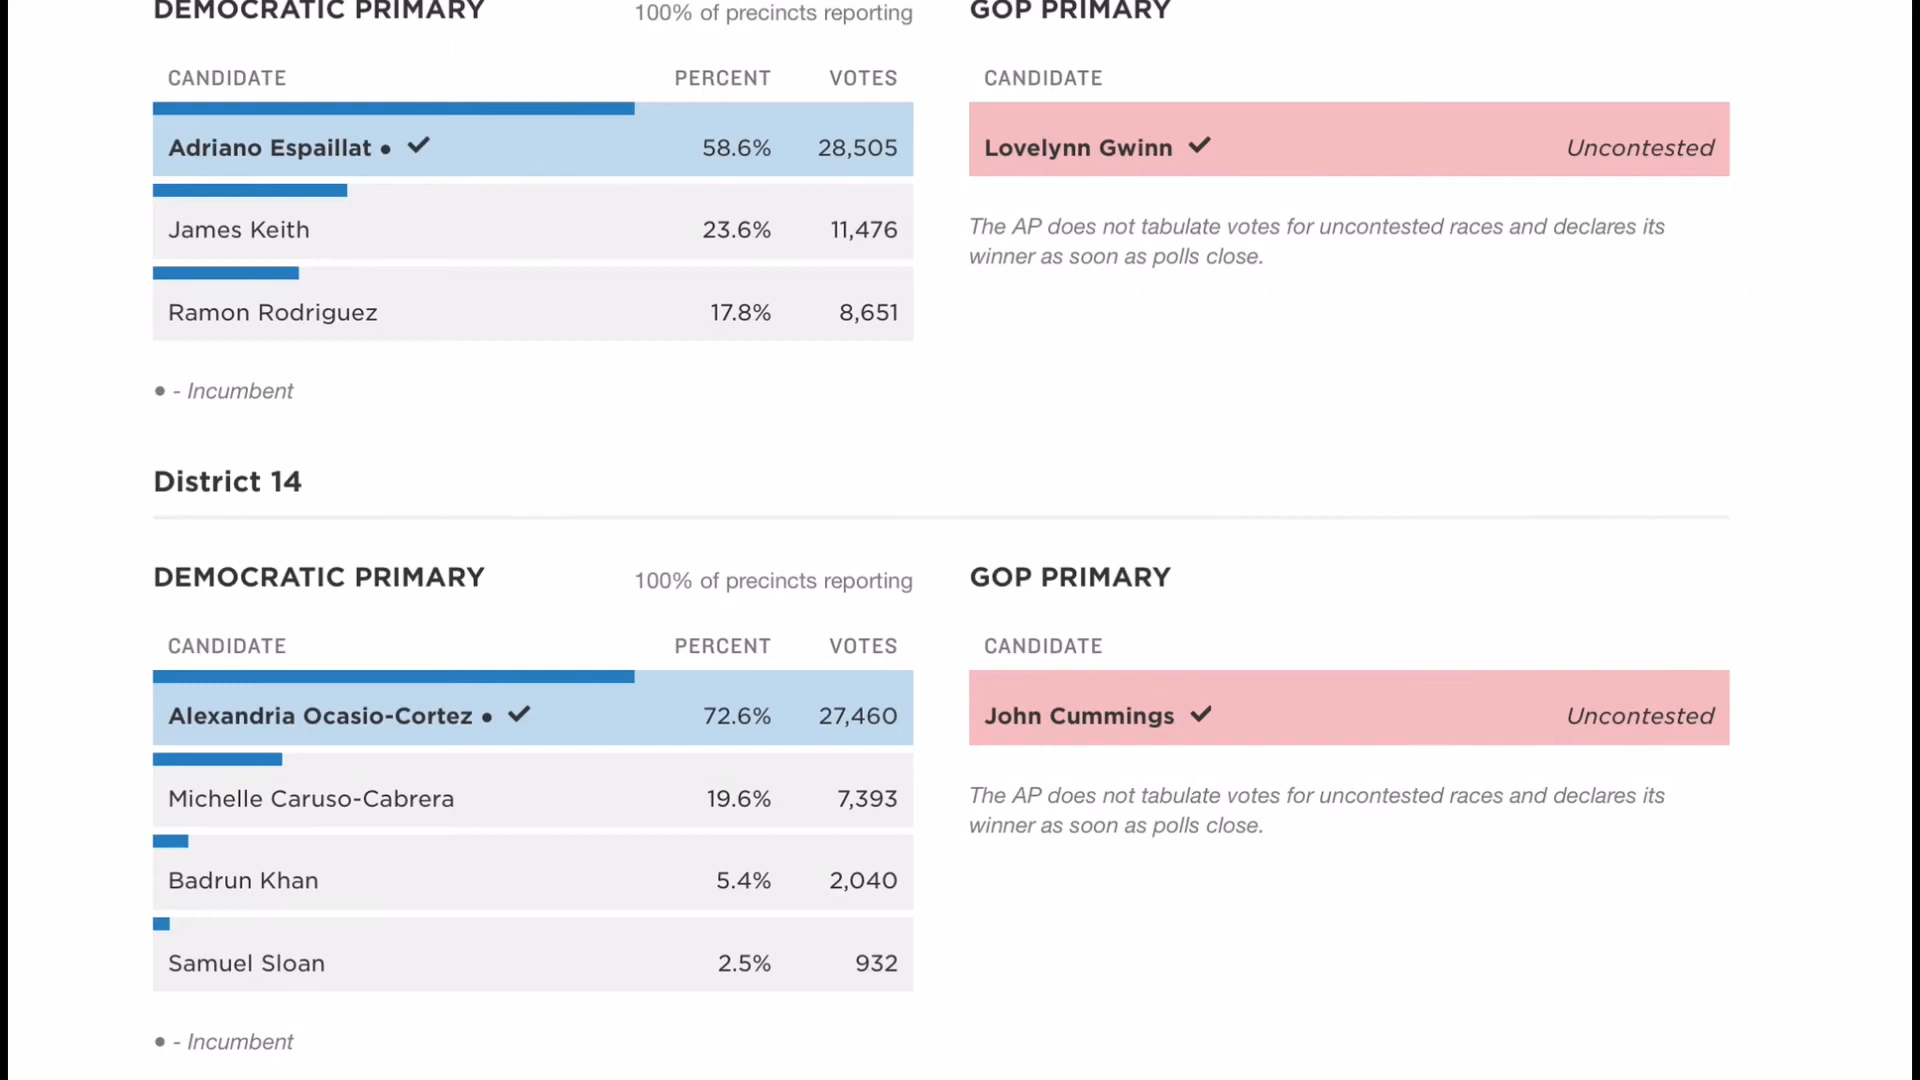 DEMOCRATIC PRIMARY 100% of precincts reporting GOP PRIMARY
CANDIDATE PERCENT VOTES CANDIDATE
Adriano Espaillat ● ✔ 58.6% 28,505 Lovelynn Gwinn ✔ Uncontested
James Keith 23.6% 11,476 The AP does not tabulate votes for uncontested races and declares its
winner as soon as polls close.
Ramon Rodriguez 17.8% 8,651
● - Incumbent
District 14
DEMOCRATIC PRIMARY 100% of precincts reporting GOP PRIMARY
CANDIDATE PERCENT VOTES CANDIDATE
Alexandria Ocasio-Cortez ● ✔ 72.6% 27,460 John Cummings ✔ Uncontested
Michelle Caruso-Cabrera 19.6% 7,393 The AP does not tabulate votes for uncontested races and declares its
winner as soon as polls close.
Badrun Khan 5.4% 2,040
Samuel Sloan 2.5% 932
● - Incumbent